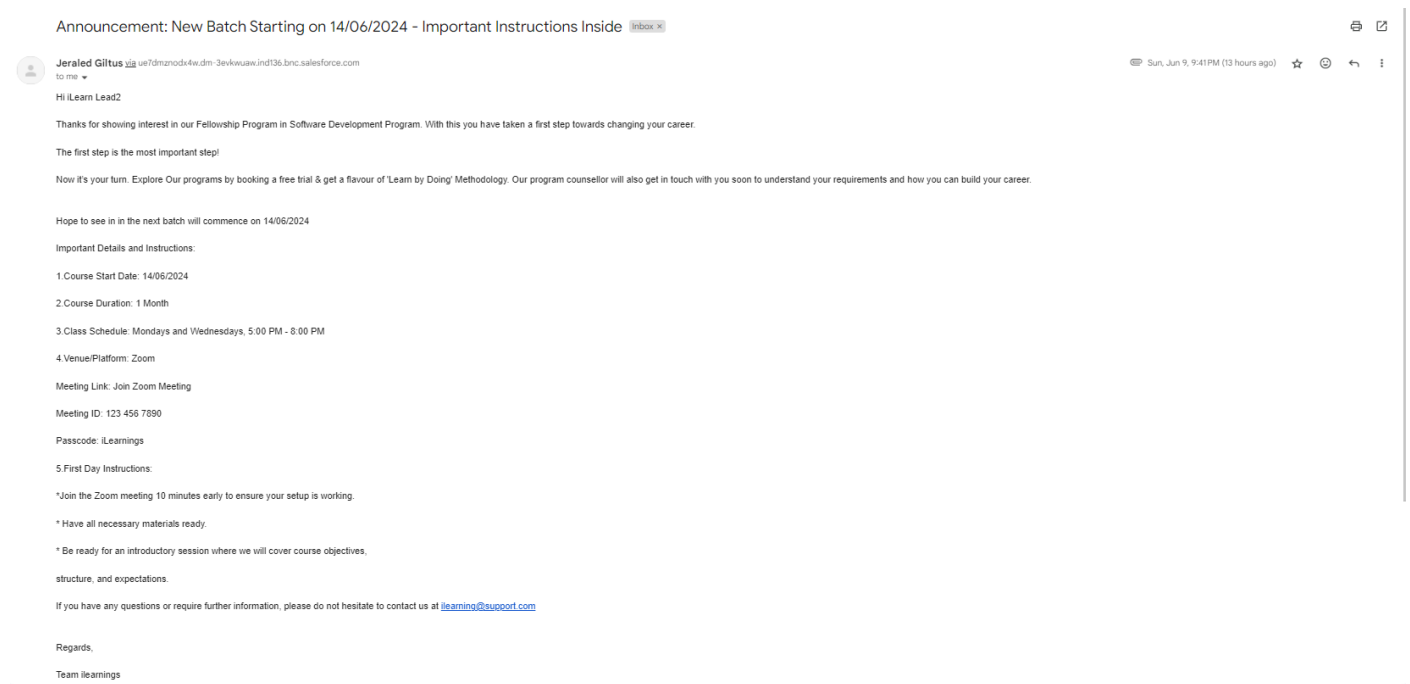 Announcement: New Batch Starting on 14/06/2024 - Important Instructions Inside Inbox ×
Jeraled Giltus via ue7dmznodx4w.dm-3evkwuaw.ind136.bnc.salesforce.com
Sun, Jun 9, 9:41 PM (13 hours ago)
to me
Hi iLearn Lead2
Thanks for showing interest in our Fellowship Program in Software Development Program. With this you have taken a first step towards changing your career.
The first step is the most important step!
Now it's your turn. Explore Our programs by booking a free trial & get a flavour of 'Learn by Doing' Methodology. Our program counsellor will also get in touch with you soon to understand your requirements and how you can build your career.
Hope to see in in the next batch will commence on 14/06/2024
Important Details and Instructions:
1.Course Start Date: 14/06/2024
2.Course Duration: 1 Month
3.Class Schedule: Mondays and Wednesdays, 5:00 PM - 8:00 PM
4.Venue/Platform: Zoom
Meeting Link: Join Zoom Meeting
Meeting ID: 123 456 7890
Passcode: iLearnings
5.First Day Instructions:
*Join the Zoom meeting 10 minutes early to ensure your setup is working.
* Have all necessary materials ready.
* Be ready for an introductory session where we will cover course objectives,
structure, and expectations.
If you have any questions or require further information, please do not hesitate to contact us at ilearning@support.com
Regards,
Team ilearnings